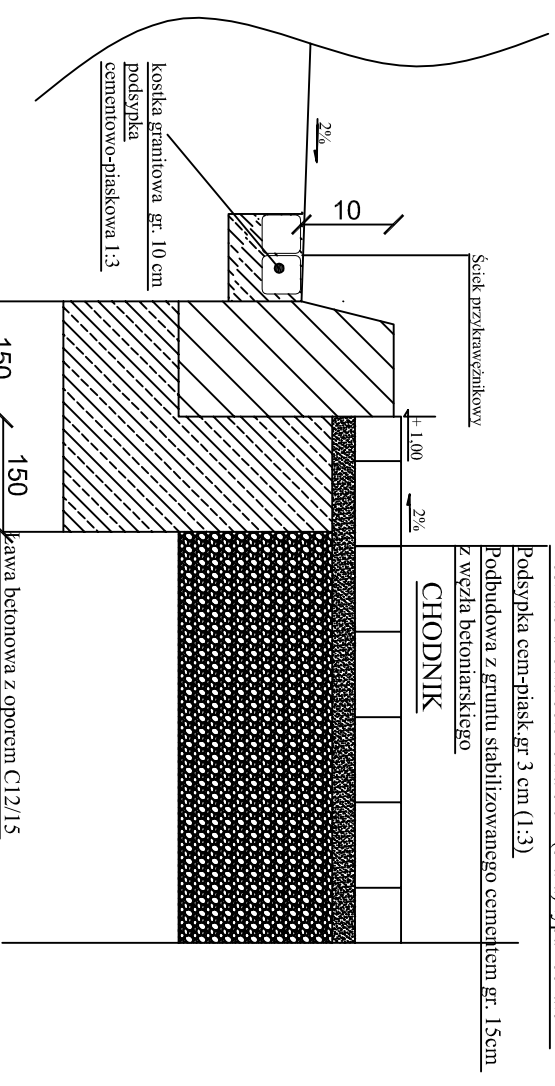 Podsypka cem-piask.gr 3 cm (1:3)
Podbudowa z gruntu stabilizowanego cementem gr. 15cm
z węzła betoniarskiego
Ściek przykrawężnikowy
CHODNIK
+ 1,00
2%
10
2%
kostka granitowa gr. 10 cm
podsypka
cementowo-piaskowa 1:3
150
150
Ława betonowa z oporem C12/15